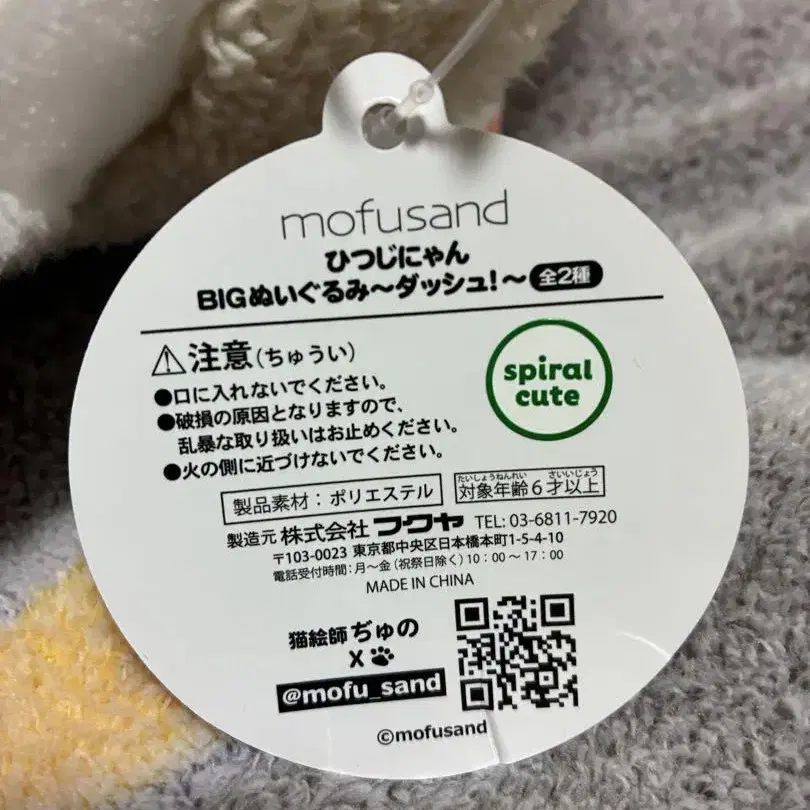 mofusand
ひつじにゃん
BIGぬいぐるみ～ダッシュ!～ 全2種
⚠注意(ちゅうい)
●口に入れないでください。
●破損の原因となりますので、
乱暴な取り扱いはお止めください。
●火の側に近づけないでください。
spiral
cute
製品素材：ポリエステル
たいしょうねんれい さいいじょう
対象年齢6才以上
製造元 株式会社フクヤ TEL: 03-6811-7920
〒103-0023 東京都中央区日本橋本町1-5-4-10
電話受付時間：月～金（祝祭日除く）10：00～17：00
MADE IN CHINA
猫絵師ぢゅの
X
@mofu_sand
©mofusand